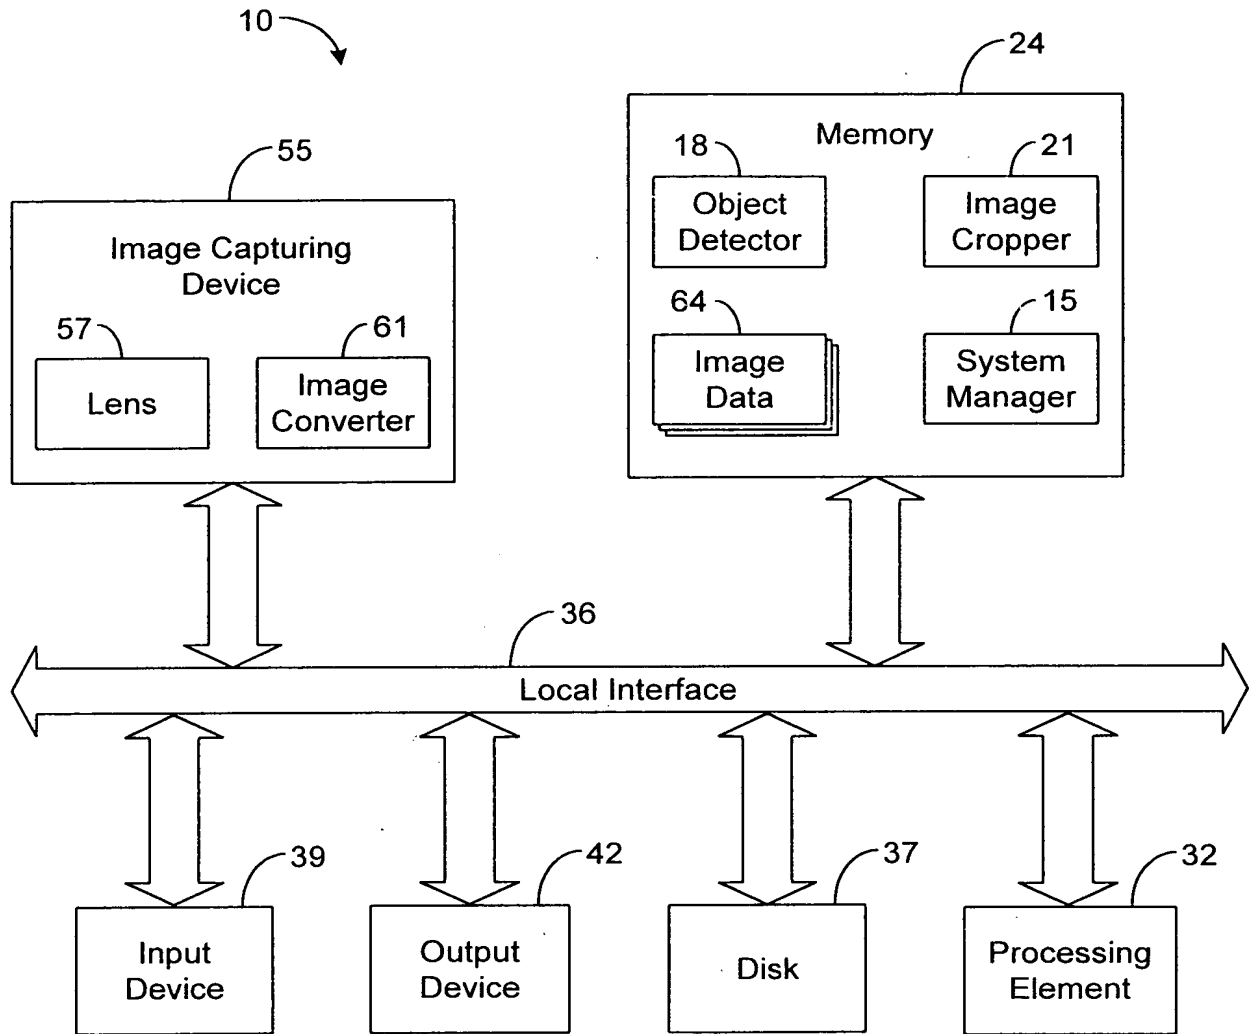 10
24
Memory
18
21
Object
Detector
Image
Cropper
64
15
Image
Data
System
Manager
55
Image Capturing
Device
57
61
Lens
Image
Converter
36
Local Interface
39
42
37
32
Input
Device
Output
Device
Disk
Processing
Element